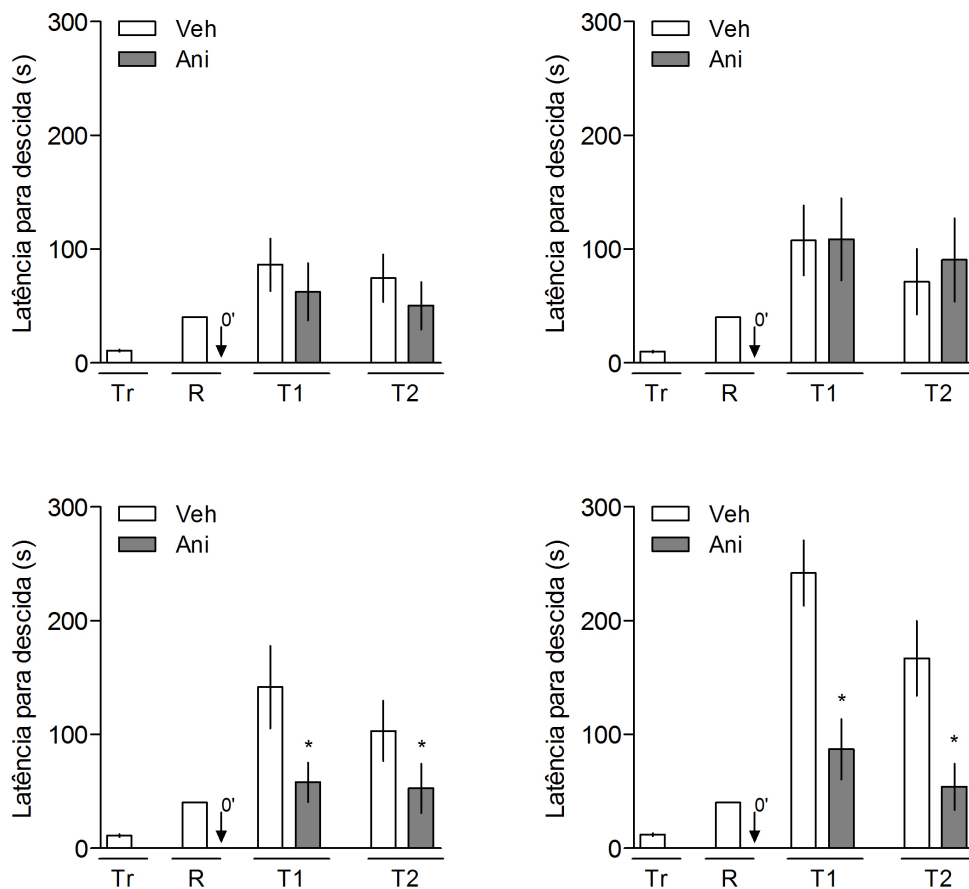 Latência para descida (s)
300
200
100
0
Veh
Ani
0'
Tr R T1 T2
Latência para descida (s)
300
200
100
0
Veh
Ani
0'
Tr R T1 T2
Latência para descida (s)
300
200
100
0
Veh
Ani
0'
* *
Tr R T1 T2
Latência para descida (s)
300
200
100
0
Veh
Ani
0'
* *
Tr R T1 T2